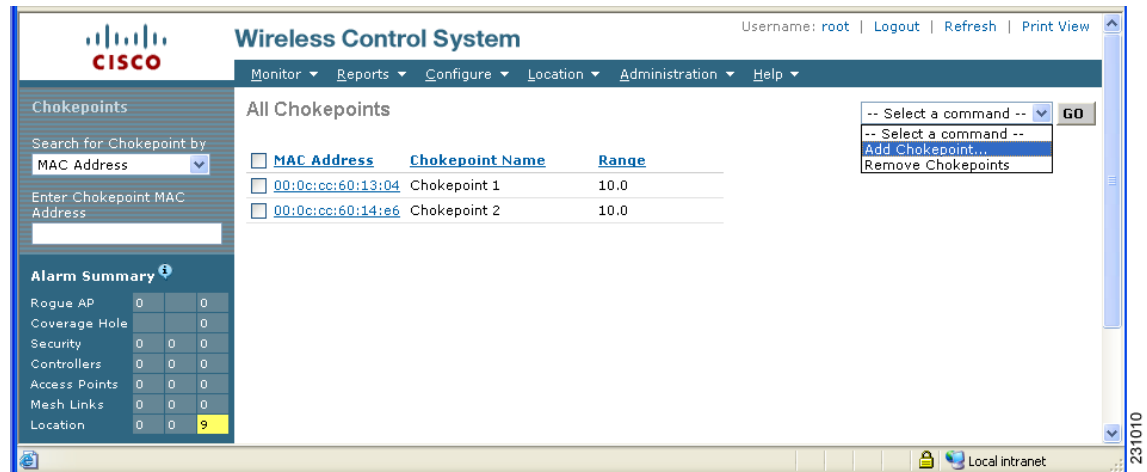 CISCO
Wireless Control System
Username: root | Logout | Refresh | Print View
Monitor Reports Configure Location Administration Help
Chokepoints
Search for Chokepoint by
MAC Address
Enter Chokepoint MAC
Address
All Chokepoints
-- Select a command -- GO
-- Select a command --
Add Chokepoint...
Remove Chokepoints
MAC Address Chokepoint Name Range
00:0c:cc:60:13:04 Chokepoint 1 10.0
00:0c:cc:60:14:e6 Chokepoint 2 10.0
Alarm Summary
Rogue AP 0 0
Coverage Hole 0
Security 0 0 0
Controllers 0 0 0
Access Points 0 0 0
Mesh Links 0 0 0
Location 0 0 9
Local intranet
231010